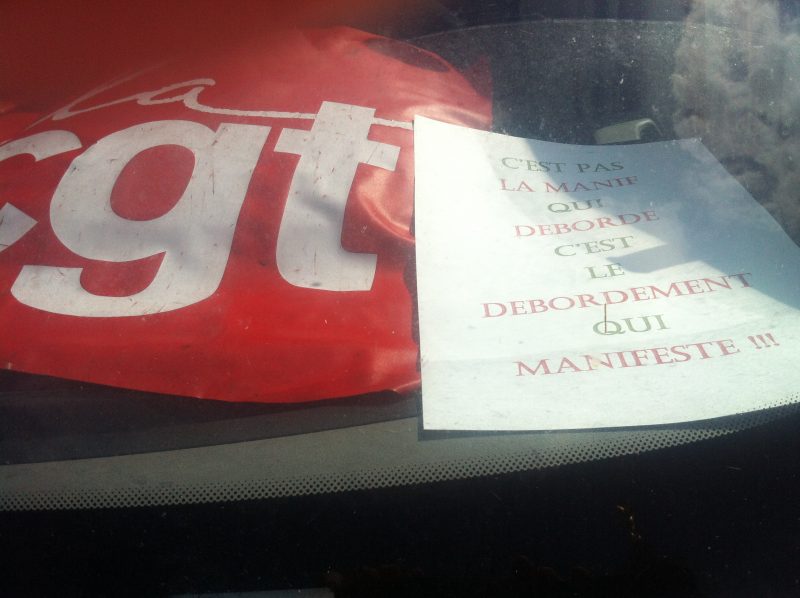 la
cgt
C'EST PAS
LA MANIF
QUI
DEBORDE
C'EST
LE
DEBORDEMENT
QUI
MANIFESTE !!!